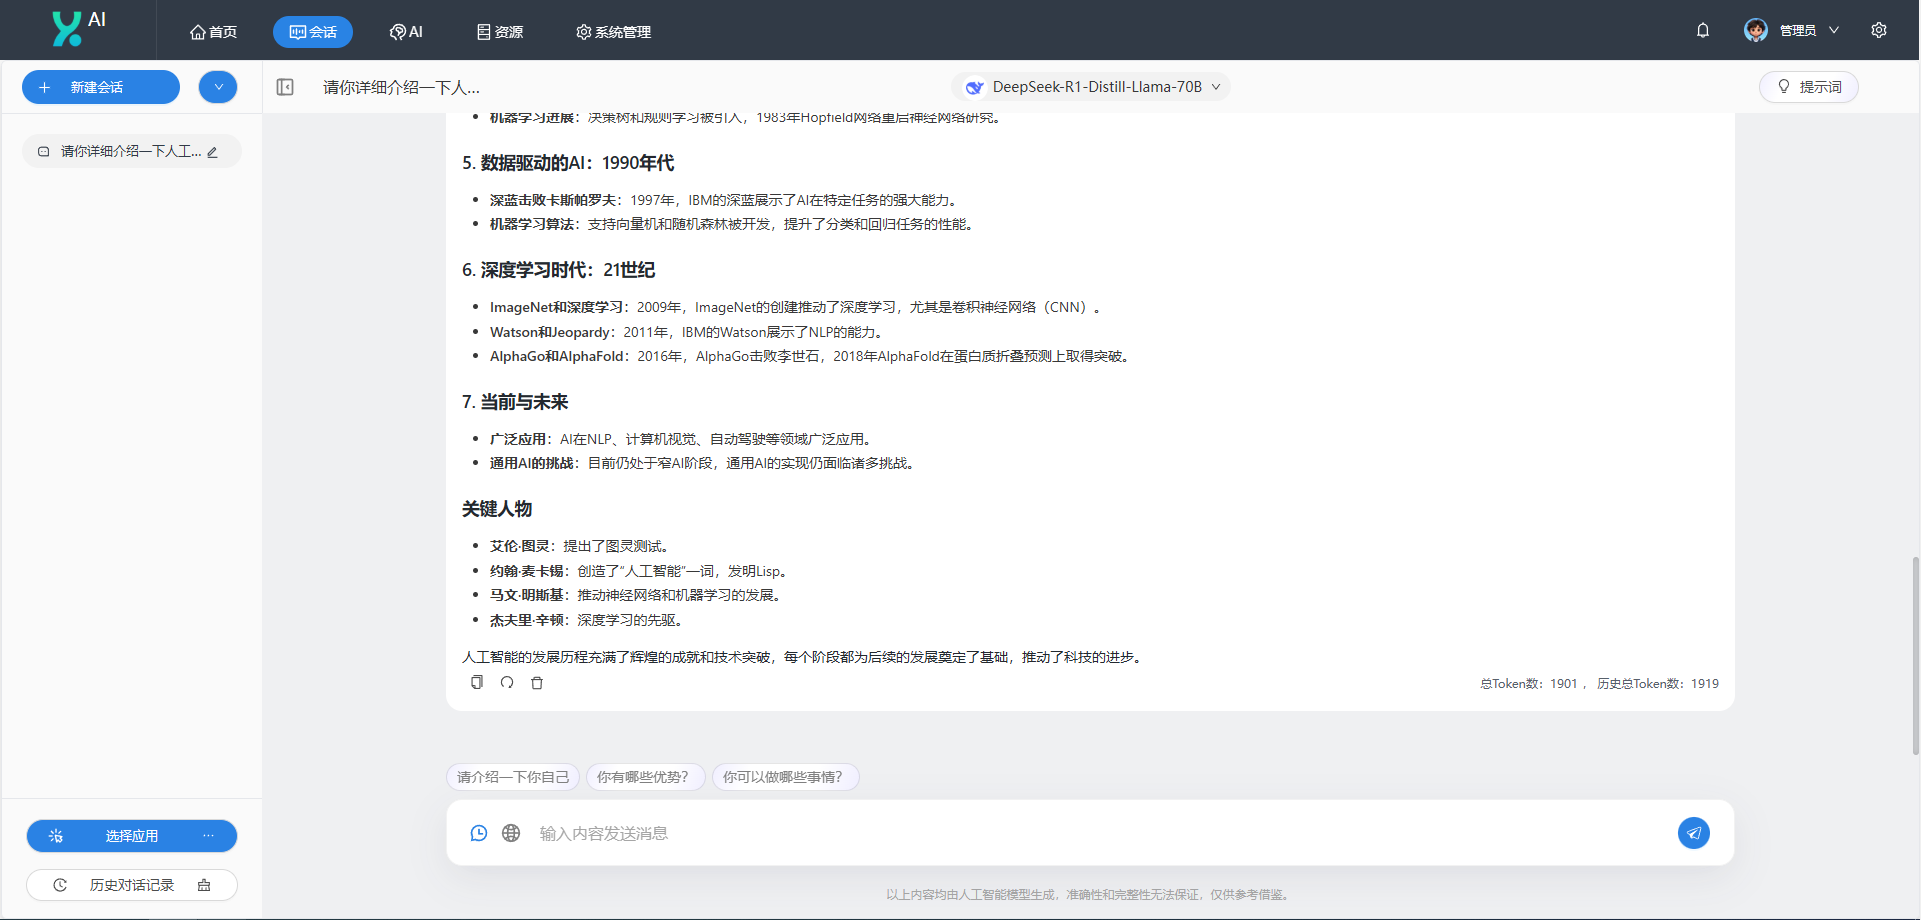 AI
首页
会话
AI
资源
系统管理
管理员
新建会话
请你详细介绍一下人...
DeepSeek-R1-Distill-Llama-70B
提示词
请你详细介绍一下人工...
机器学习进展：决策树和规则学习被引入，1983年Hopfield网络重启神经网络研究。
5. 数据驱动的AI：1990年代
深蓝击败卡斯帕罗夫：1997年，IBM的深蓝展示了AI在特定任务的强大能力。
机器学习算法：支持向量机和随机森林被开发，提升了分类和回归任务的性能。
6. 深度学习时代：21世纪
ImageNet和深度学习：2009年，ImageNet的创建推动了深度学习，尤其是卷积神经网络（CNN）。
Watson和Jeopardy：2011年，IBM的Watson展示了NLP的能力。
AlphaGo和AlphaFold：2016年，AlphaGo击败李世石，2018年AlphaFold在蛋白质折叠预测上取得突破。
7. 当前与未来
广泛应用：AI在NLP、计算机视觉、自动驾驶等领域广泛应用。
通用AI的挑战：目前仍处于窄AI阶段，通用AI的实现仍面临诸多挑战。
关键人物
艾伦·图灵：提出了图灵测试。
约翰·麦卡锡：创造了“人工智能”一词，发明Lisp。
马文·明斯基：推动神经网络和机器学习的发展。
杰夫里·辛顿：深度学习的先驱。
人工智能的发展历程充满了辉煌的成就和技术突破，每个阶段都为后续的发展奠定了基础，推动了科技的进步。
总Token数：1901 ， 历史总Token数：1919
请介绍一下你自己
你有哪些优势？
你可以做哪些事情？
输入内容发送消息
选择应用 ...
历史对话记录
以上内容均由人工智能模型生成，准确性和完整性无法保证，仅供参考借鉴。